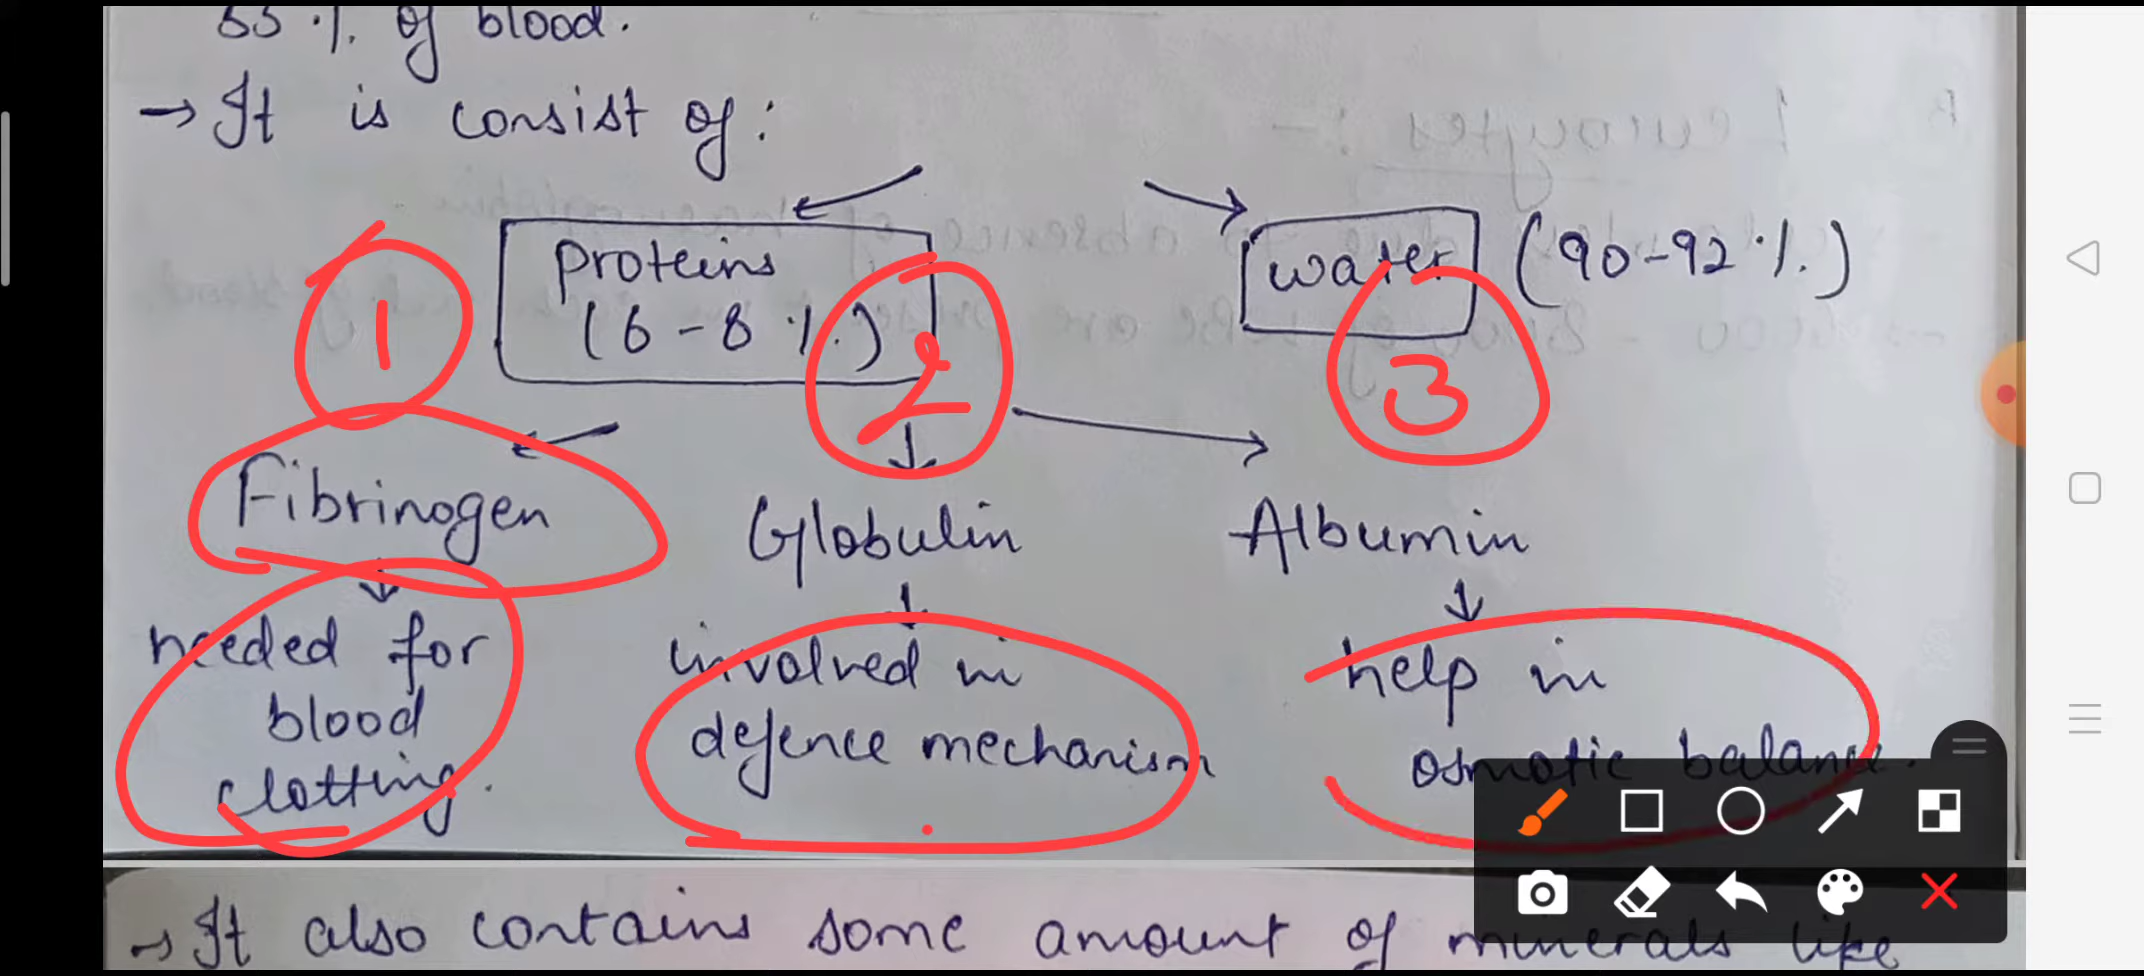 55 %. of blood.
→ It is consist of:
Proteins
(6-8 %.)
water (90-92 %.)
1
2
3
Fibrinogen
Globulin
Albumin
needed for
blood
clotting.
involved in
defence mechanism
help in
osmotic balance.
→ It also contains some amount of minerals like